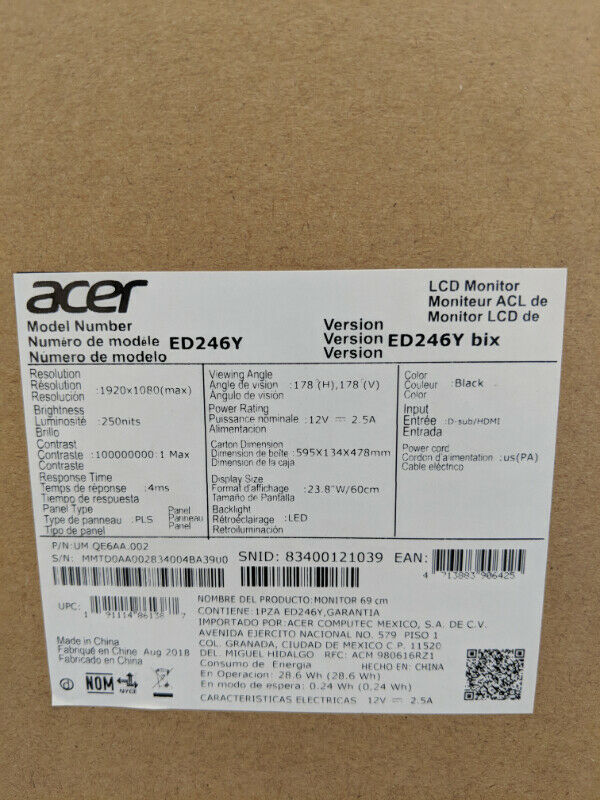 acer
LCD Monitor
Moniteur ACL de
Monitor LCD de
Model Number
Numéro de modèle ED246Y
Número de modelo
Version
Version ED246Y bix
Version
Resolution
Résolution :1920x1080(max)
Resolución
Brightness
Luminosité :250nits
Brillo
Contrast
Contraste :100000000:1 Max
Contraste
Response Time
Temps de réponse :4ms
Tiempo de respuesta
Panel Type Panel
Type de panneau :PLS Panneau
Tipo de panel Panel
Viewing Angle
Angle de vision :178°(H),178°(V)
Angulo de visión
Power Rating
Puissance nominale :12V ⎓ 2.5A
Alimentación
Carton Dimension
Dimension de boîte :595X134X478mm
Dimension de la caja
Display Size
Format d'affichage :23.8"W/60cm
Tamaño de Pantalla
Backlight
Rétroéclairage :LED
Retroiluminación
Color
Couleur :Black
Color
Input
Entrée :D-sub/HDMI
Entrada
Power cord
Cordon d'alimentation :us(PA)
Cable eléctrico
P/N:UM.QE6AA.002
S/N: MMTD0AA002834004BA3900 SNID: 83400121039 EAN:
4 713883 906425
UPC: 1 91114 86138 7
NOMBRE DEL PRODUCTO:MONITOR 69 cm
CONTIENE:1PZA ED246Y,GARANTIA
IMPORTADO POR:ACER COMPUTEC MEXICO, S.A. DE C.V.
AVENIDA EJERCITO NACIONAL NO. 579 PISO 1
COL. GRANADA, CIUDAD DE MEXICO C.P. 11520
DEL. MIGUEL HIDALGO RFC: ACM 980616RZ1
Consumo de Energia HECHO EN: CHINA
En Operacion: 28.6 Wh (28.6 Wh)
En modo de espera: 0.24 Wh (0.24 Wh)
CARACTERISTICAS ELECTRICAS 12V ⎓ 2.5A
Made in China
Fabriqué en Chine Aug 2018
Fabricado en China
NOM
NYCE